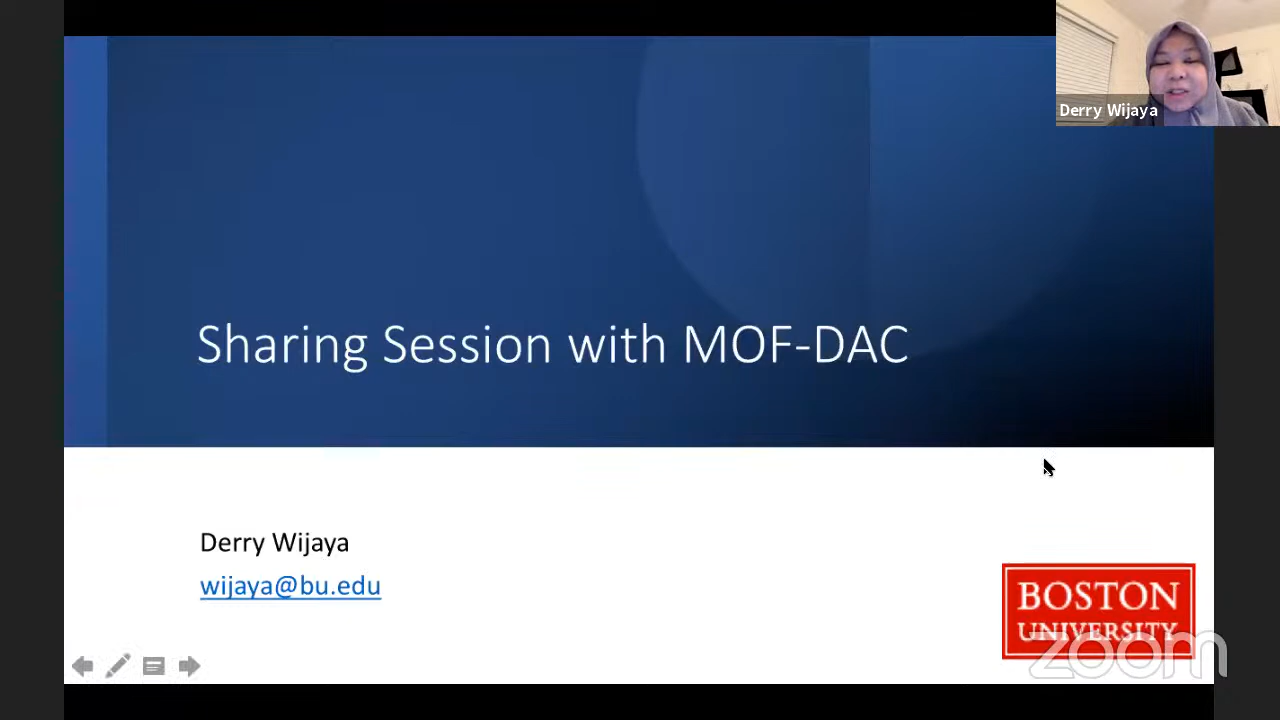 Derry Wijaya
Sharing Session with MOF-DAC
Derry Wijaya
wijaya@bu.edu
BOSTON
UNIVERSITY
zoom